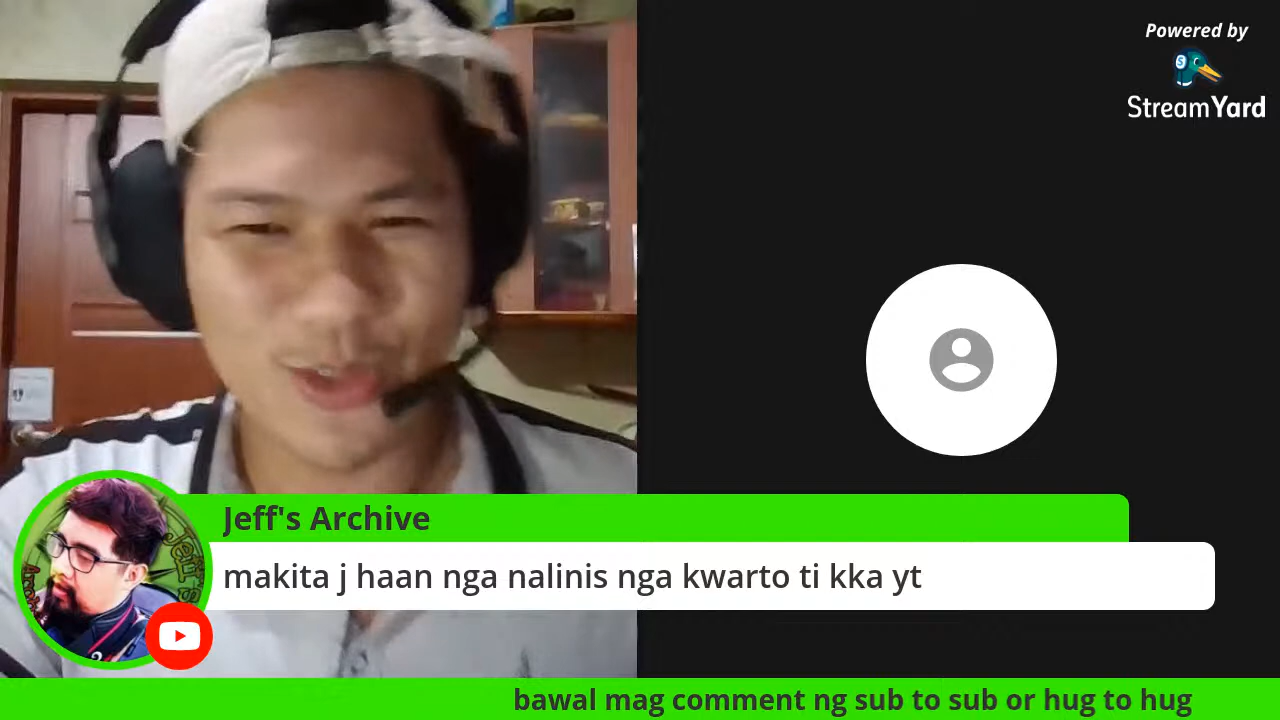 Powered by
StreamYard
Jeff's Archive
makita j haan nga nalinis nga kwarto ti kka yt
bawal mag comment ng sub to sub or hug to hug